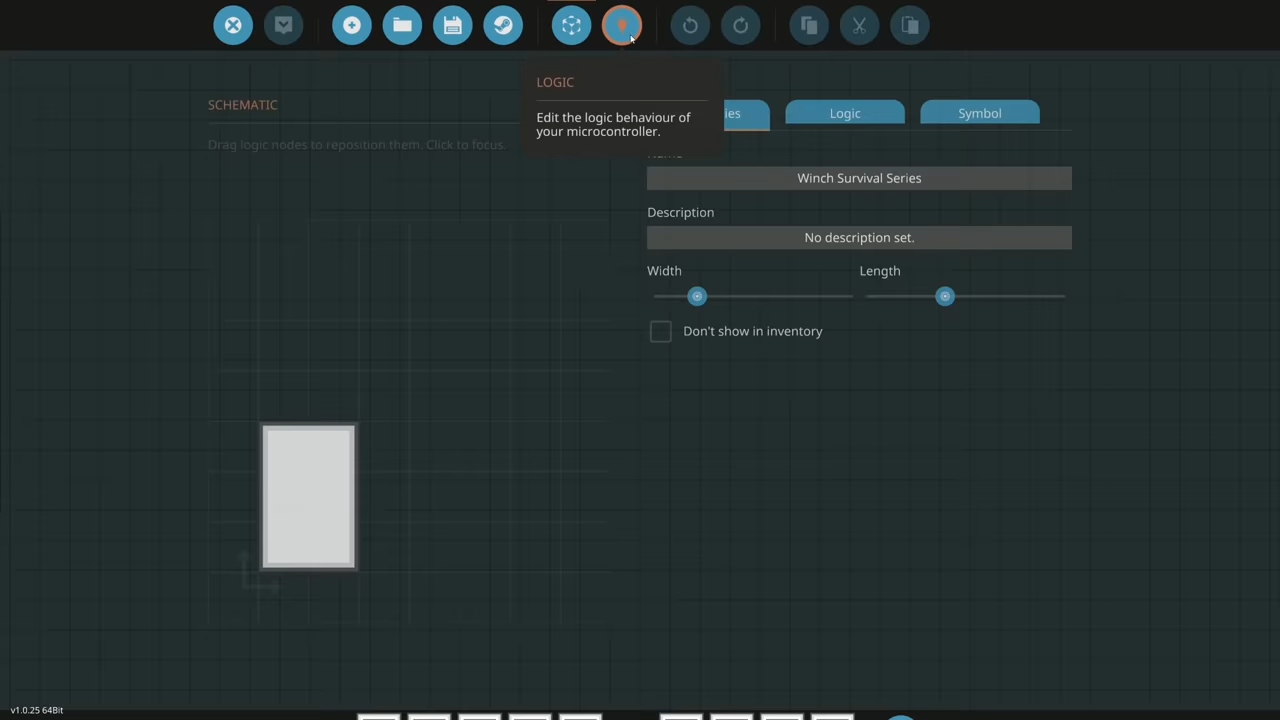 LOGIC
Edit the logic behaviour of
your microcontroller.
SCHEMATIC
Drag logic nodes to reposition them. Click to focus.
ies
Logic
Symbol
Name
Winch Survival Series
Description
No description set.
Width
Length
Don't show in inventory
v1.0.25 64Bit